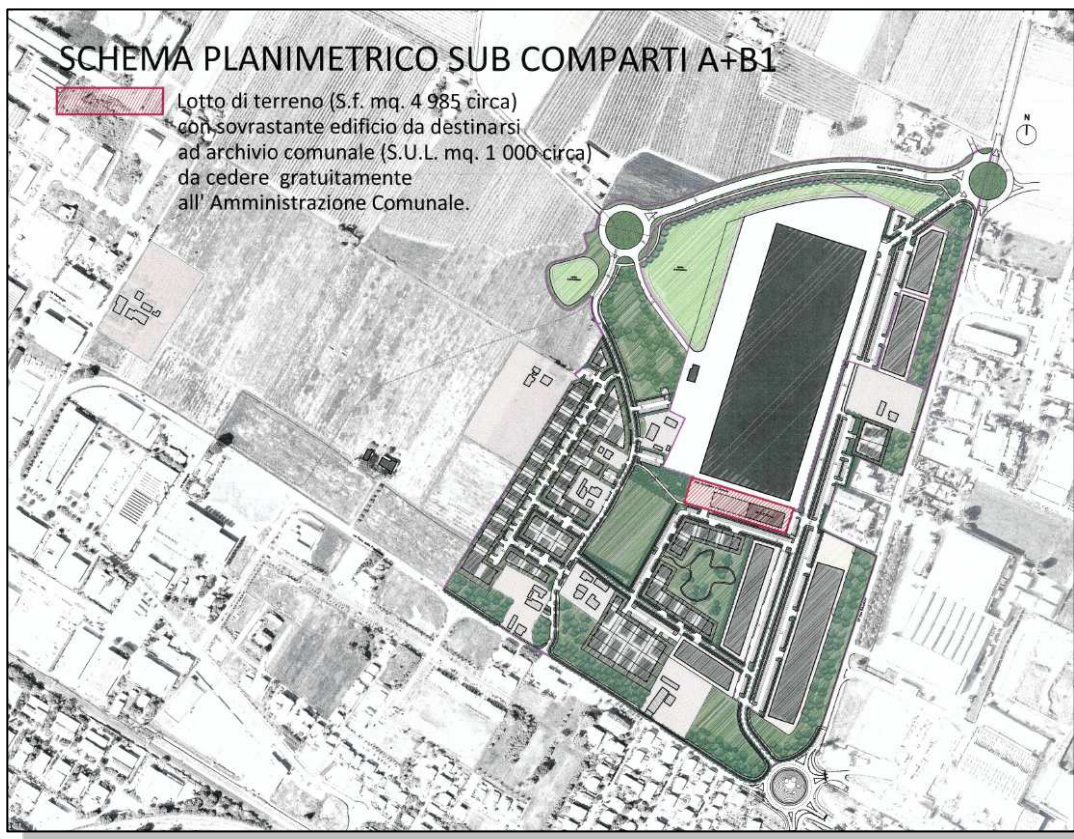 SCHEMA PLANIMETRICO SUB COMPARTI A+B1
Lotto di terreno (S.f. mq. 4 985 circa)
con sovrastante edificio da destinarsi
ad archivio comunale (S.U.L. mq. 1 000 circa)
da cedere gratuitamente
all' Amministrazione Comunale.
N